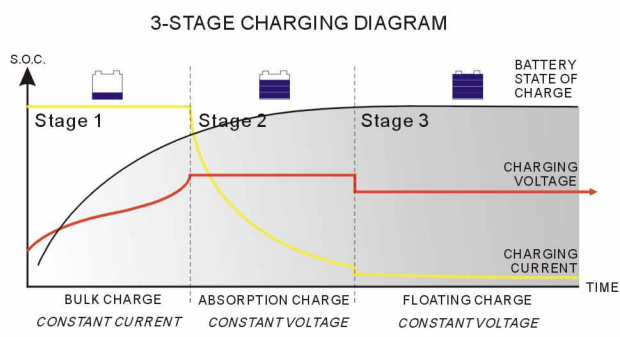 3-STAGE CHARGING DIAGRAM
S.O.C.
BATTERY
STATE OF
CHARGE
Stage 1
Stage 2
Stage 3
CHARGING
VOLTAGE
CHARGING
CURRENT
TIME
BULK CHARGE
ABSORPTION CHARGE
FLOATING CHARGE
CONSTANT CURRENT
CONSTANT VOLTAGE
CONSTANT VOLTAGE